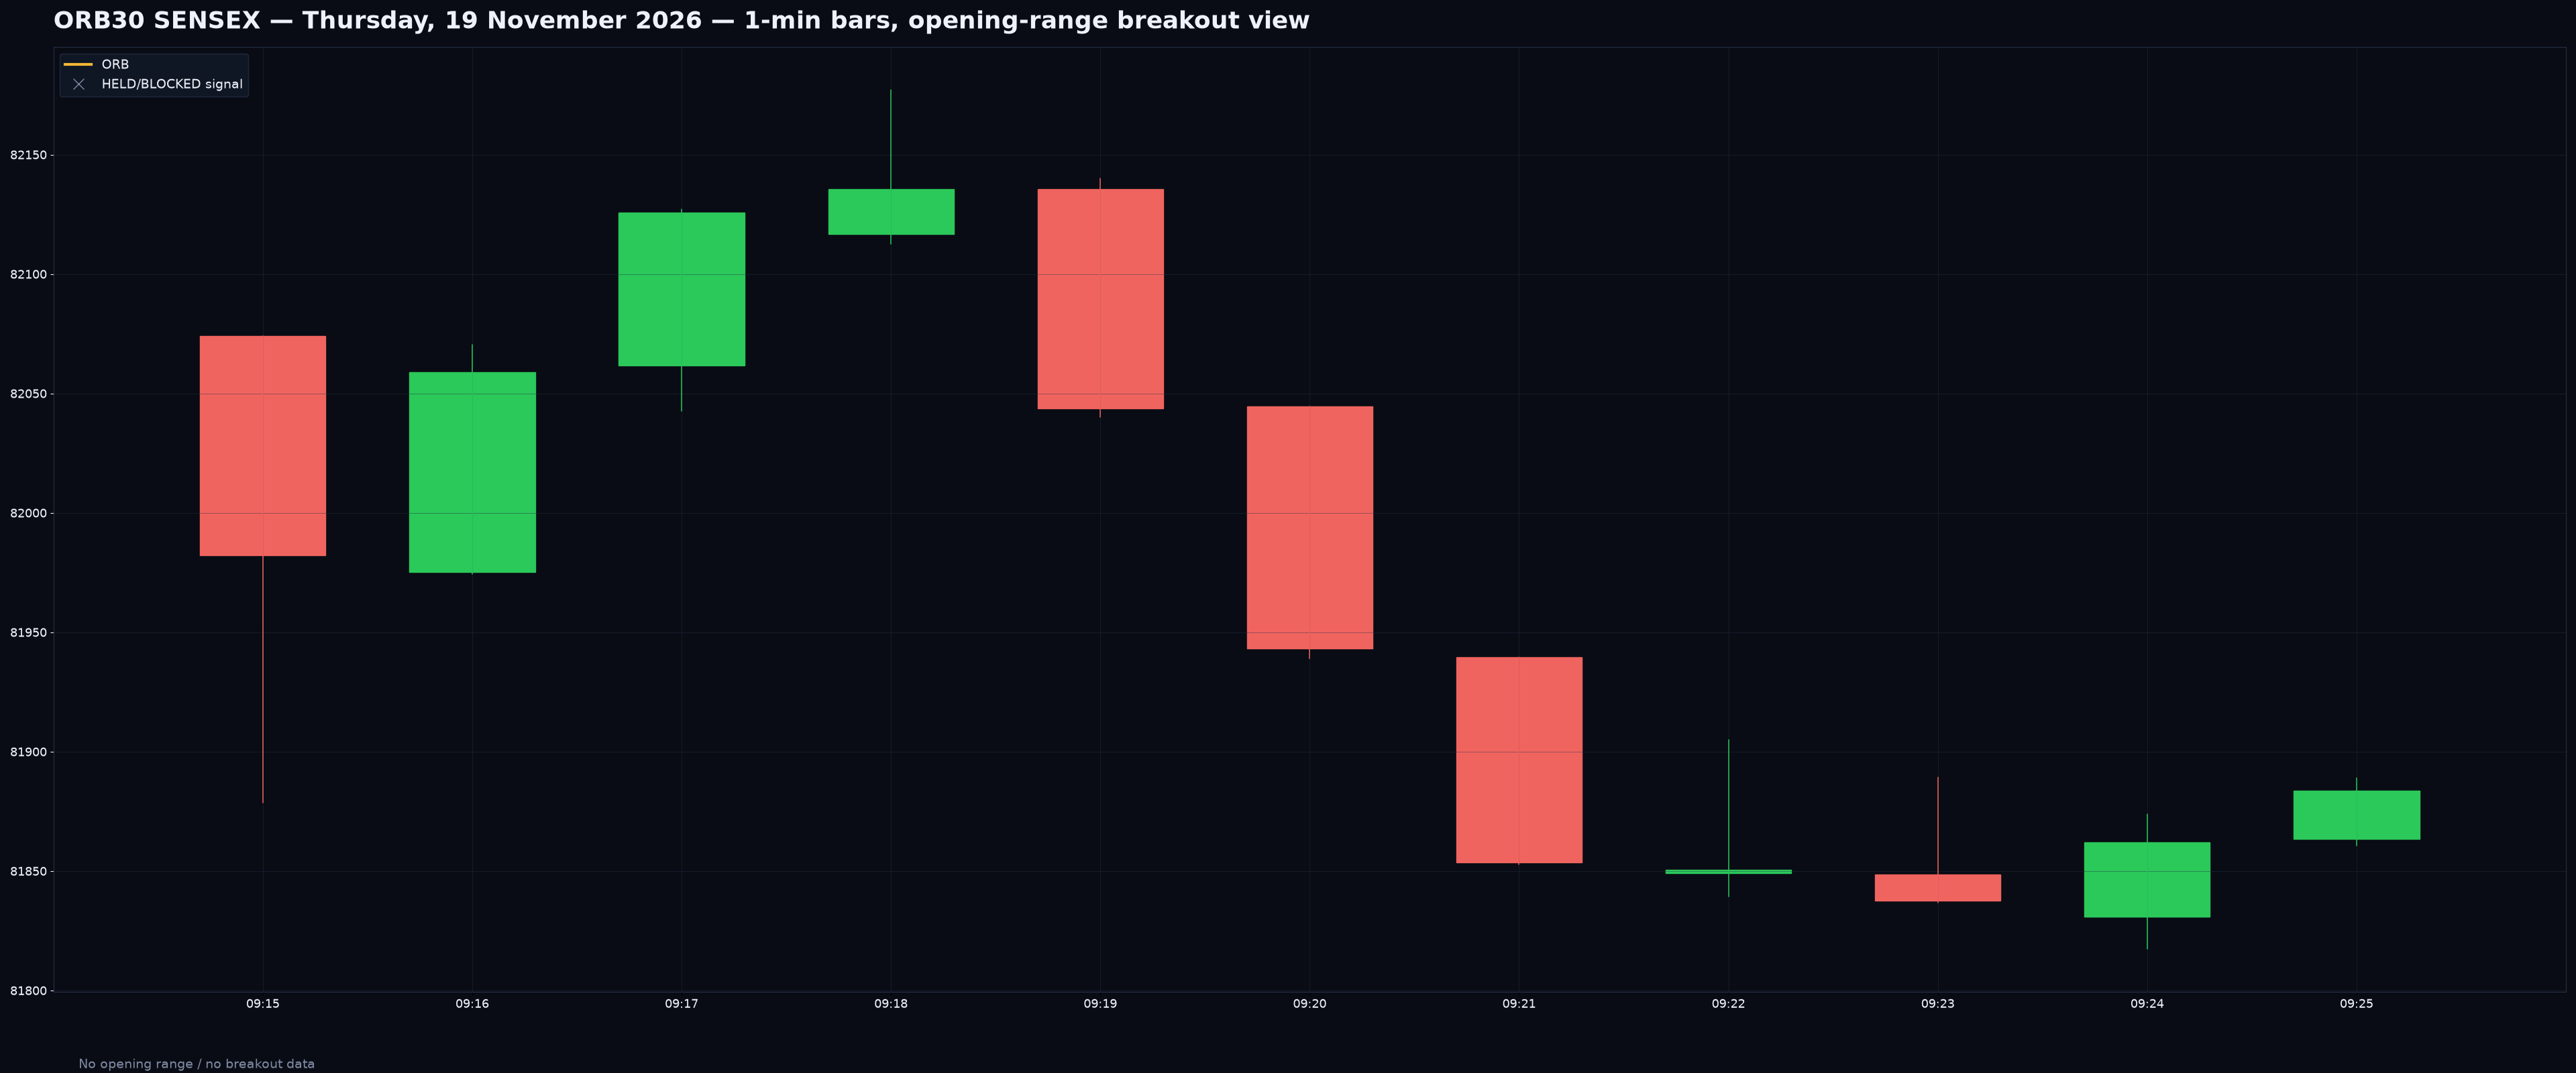 ORB30 SENSEX — Thursday, 19 November 2026 — 1-min bars, opening-range breakout view
ORB
HELD/BLOCKED signal
82150
82100
82050
82000
81950
81900
81850
81800
09:15 09:16 09:17 09:18 09:19 09:20 09:21 09:22 09:23 09:24 09:25
No opening range / no breakout data